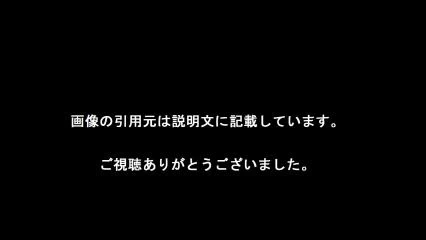 画像の引用元は説明文に記載しています。
ご視聴ありがとうございました。